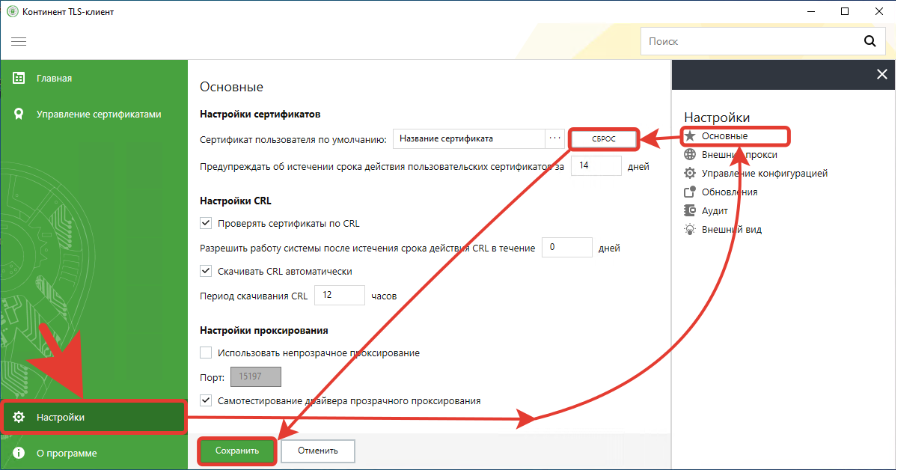 Континент TLS-клиент
Поиск
Главная
Управление сертификатами
Настройки
О программе
Основные
Настройки сертификатов
Сертификат пользователя по умолчанию: Название сертификата ... СБРОС
Предупреждать об истечении срока действия пользовательских сертификатов за 14 дней
Настройки CRL
Проверять сертификаты по CRL
Разрешить работу системы после истечения срока действия CRL в течение 0 дней
Скачивать CRL автоматически
Период скачивания CRL 12 часов
Настройки проксирования
Использовать непрозрачное проксирование
Порт: 15197
Самотестирование драйвера прозрачного проксирования
Сохранить Отменить
Настройки
Основные
Внешний прокси
Управление конфигурацией
Обновления
Аудит
Внешний вид